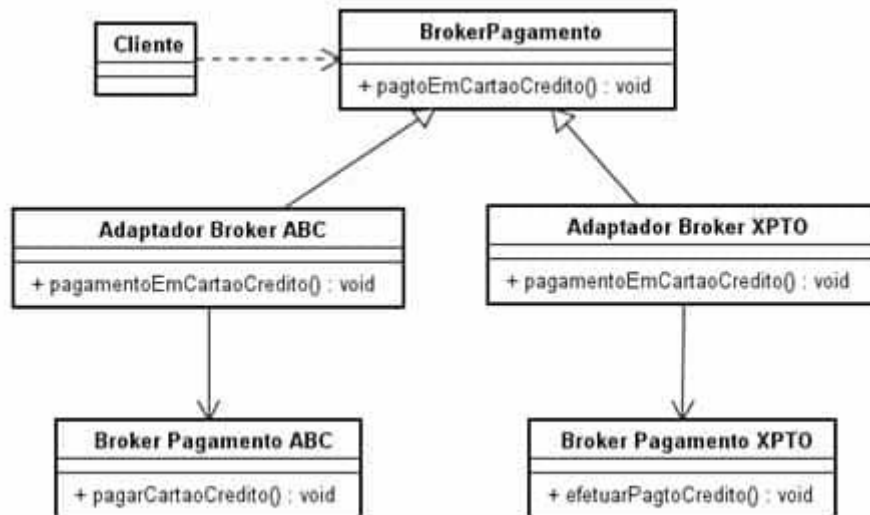 Cliente
BrokerPagamento
+ pagtoEmCartaoCredito() : void
Adaptador Broker ABC
+ pagamentoEmCartaoCredito() : void
Adaptador Broker XPTO
+ pagamentoEmCartaoCredito() : void
Broker Pagamento ABC
+ pagarCartaoCredito() : void
Broker Pagamento XPTO
+ efetuarPagtoCredito() : void